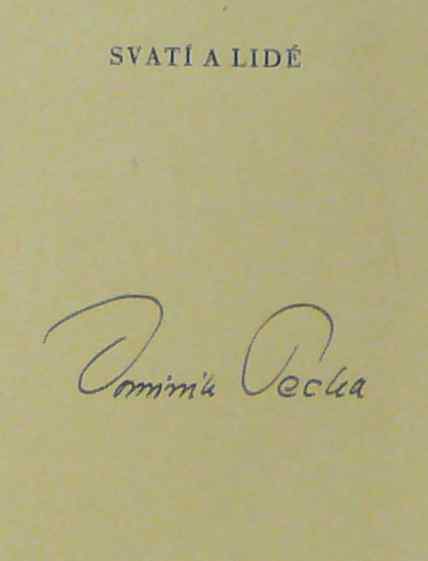 SVATÍ A LIDÉ
Dominik Pecka